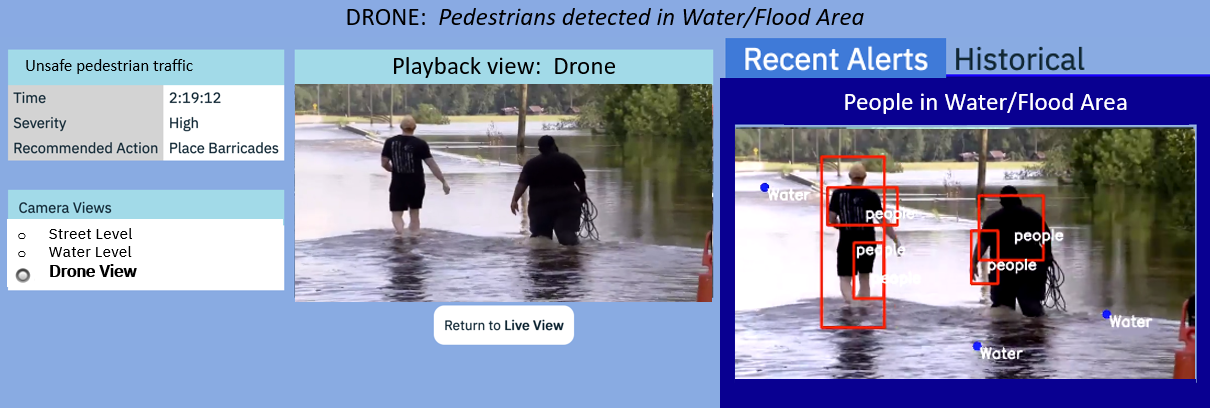 DRONE: Pedestrians detected in Water/Flood Area
Unsafe pedestrian traffic
Time 2:19:12
Severity High
Recommended Action Place Barricades
Camera Views
Street Level
Water Level
Drone View
Playback view: Drone
Return to Live View
Recent Alerts Historical
People in Water/Flood Area
Water
people
people
people
people
people
Water
Water